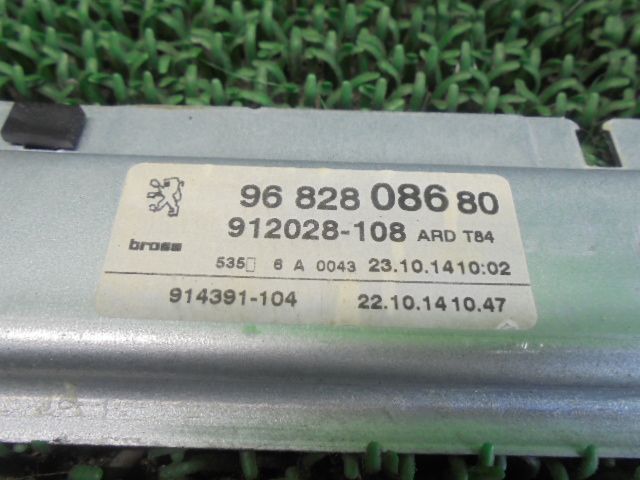 96 828 086 80
912028-108 ARD T84
brose
535 6 A 0043 23.10.14 10:02
914391-104 22.10.14 10.47